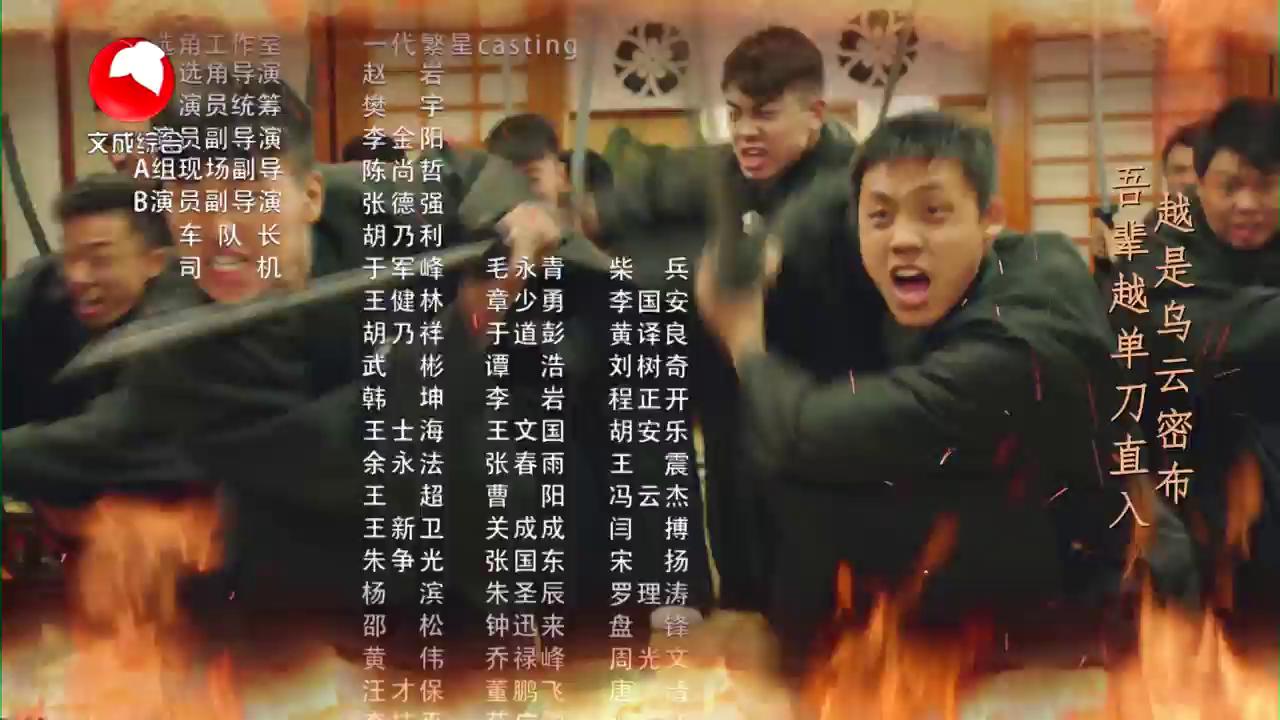 选角工作室 一代繁星casting
选角导演 赵岩
演员统筹 樊宇
演员副导演 李金阳
文成综合
A组现场副导 陈尚哲
B演员副导演 张德强
车队长 胡乃利
司机 于军峰 毛永青 柴兵
王健林 章少勇 李国安
胡乃祥 于道彭 黄译良
武彬 谭浩 刘树奇
韩坤 李岩 程正开
王士海 王文国 胡安乐
余永法 张春雨 王震
王超 曹阳 冯云杰
王新卫 关成成 闫搏
朱争光 张国东 宋扬
杨滨 朱圣辰 罗理涛
邵松 钟迅来 盘锋
黄伟 乔禄峰 周光文
汪才保 董鹏飞 唐
越是乌云密布
吾辈越单刀直入